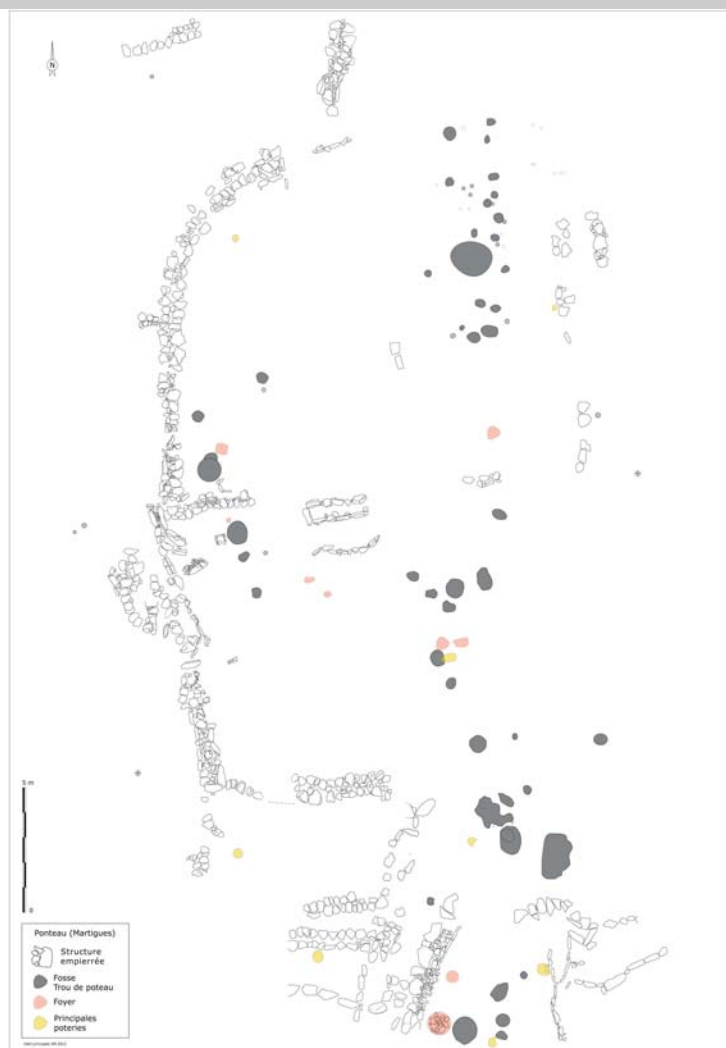 N
5 m
0
Ponteau (Martigues)
Structure
empierrée
Fosse
Trou de poteau
Foyer
Principales
poteries